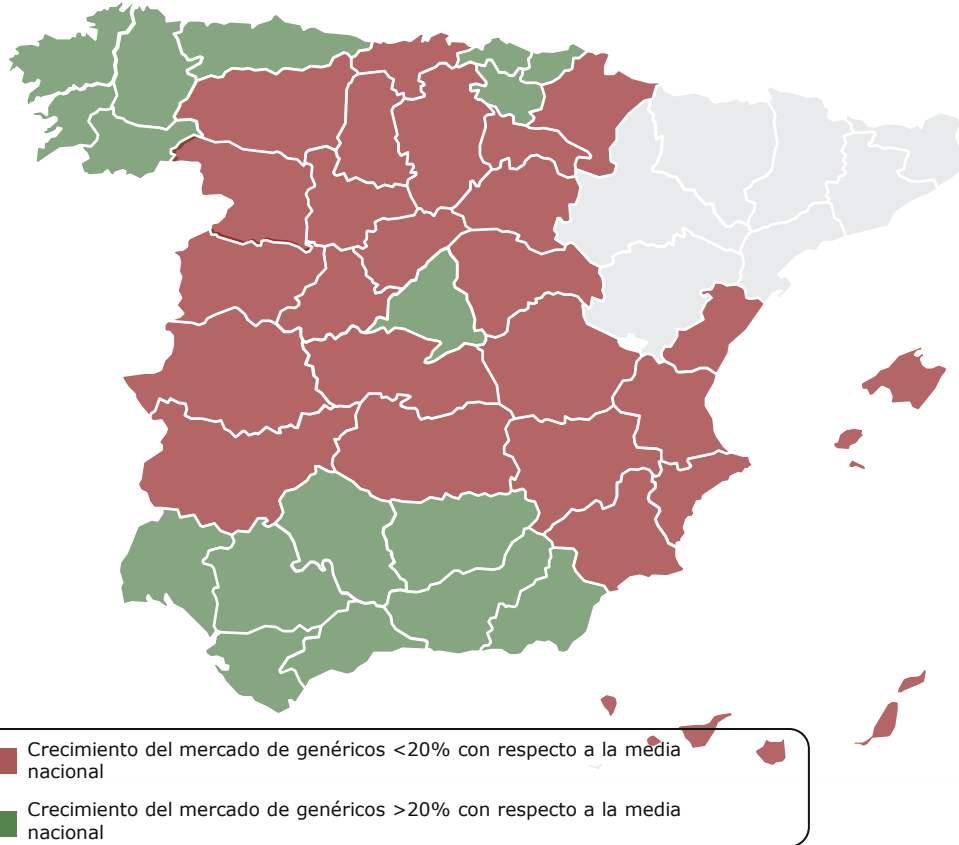 Crecimiento del mercado de genéricos <20% con respecto a la media
nacional
Crecimiento del mercado de genéricos >20% con respecto a la media
nacional